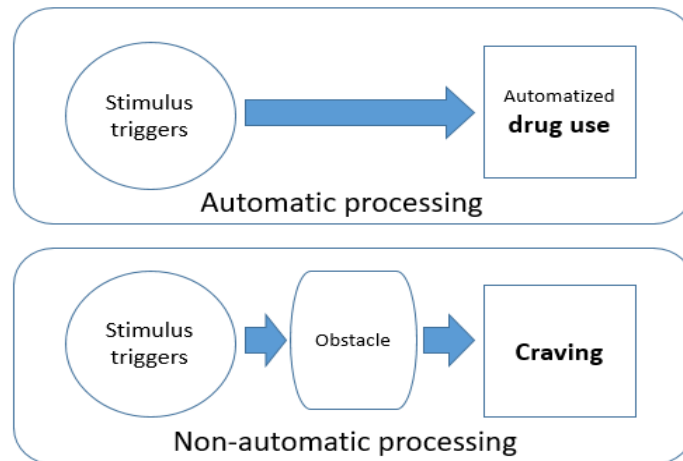 Stimulus
triggers
Automatized
drug use
Automatic processing
Stimulus
triggers
Obstacle
Craving
Non-automatic processing